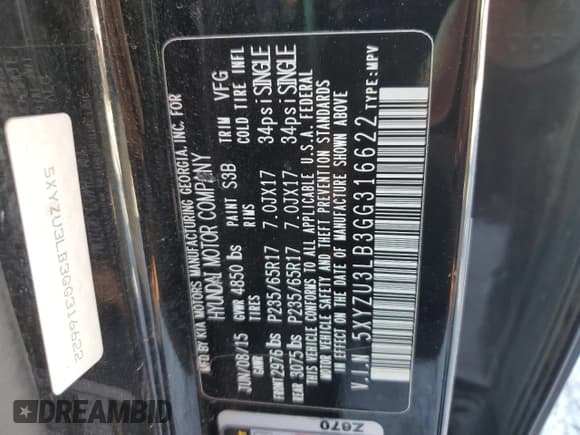 MFD BY KIA MOTORS MANUFACTURING GEORGIA, INC. FOR
HYUNDAI MOTOR COMPANY
JUN/08/15 GVWR 4850 lbs PAINT S3B TRIM VFG
GAWR TIRES RIMS COLD TIRE INFL
FRONT 2976 lbs P235/65R17 7.0JX17 34psi SINGLE
REAR 3075 lbs P235/65R17 7.0JX17 34psi SINGLE
THIS VEHICLE CONFORMS TO ALL APPLICABLE U.S.A. FEDERAL
MOTOR VEHICLE SAFETY AND THEFT PREVENTION STANDARDS
IN EFFECT ON THE DATE OF MANUFACTURE SHOWN ABOVE
V.I.N. 5XYZU3LB3GG316622 TYPE:MPV
5XYZU3LB3GG316622
Z670
DREAMBID